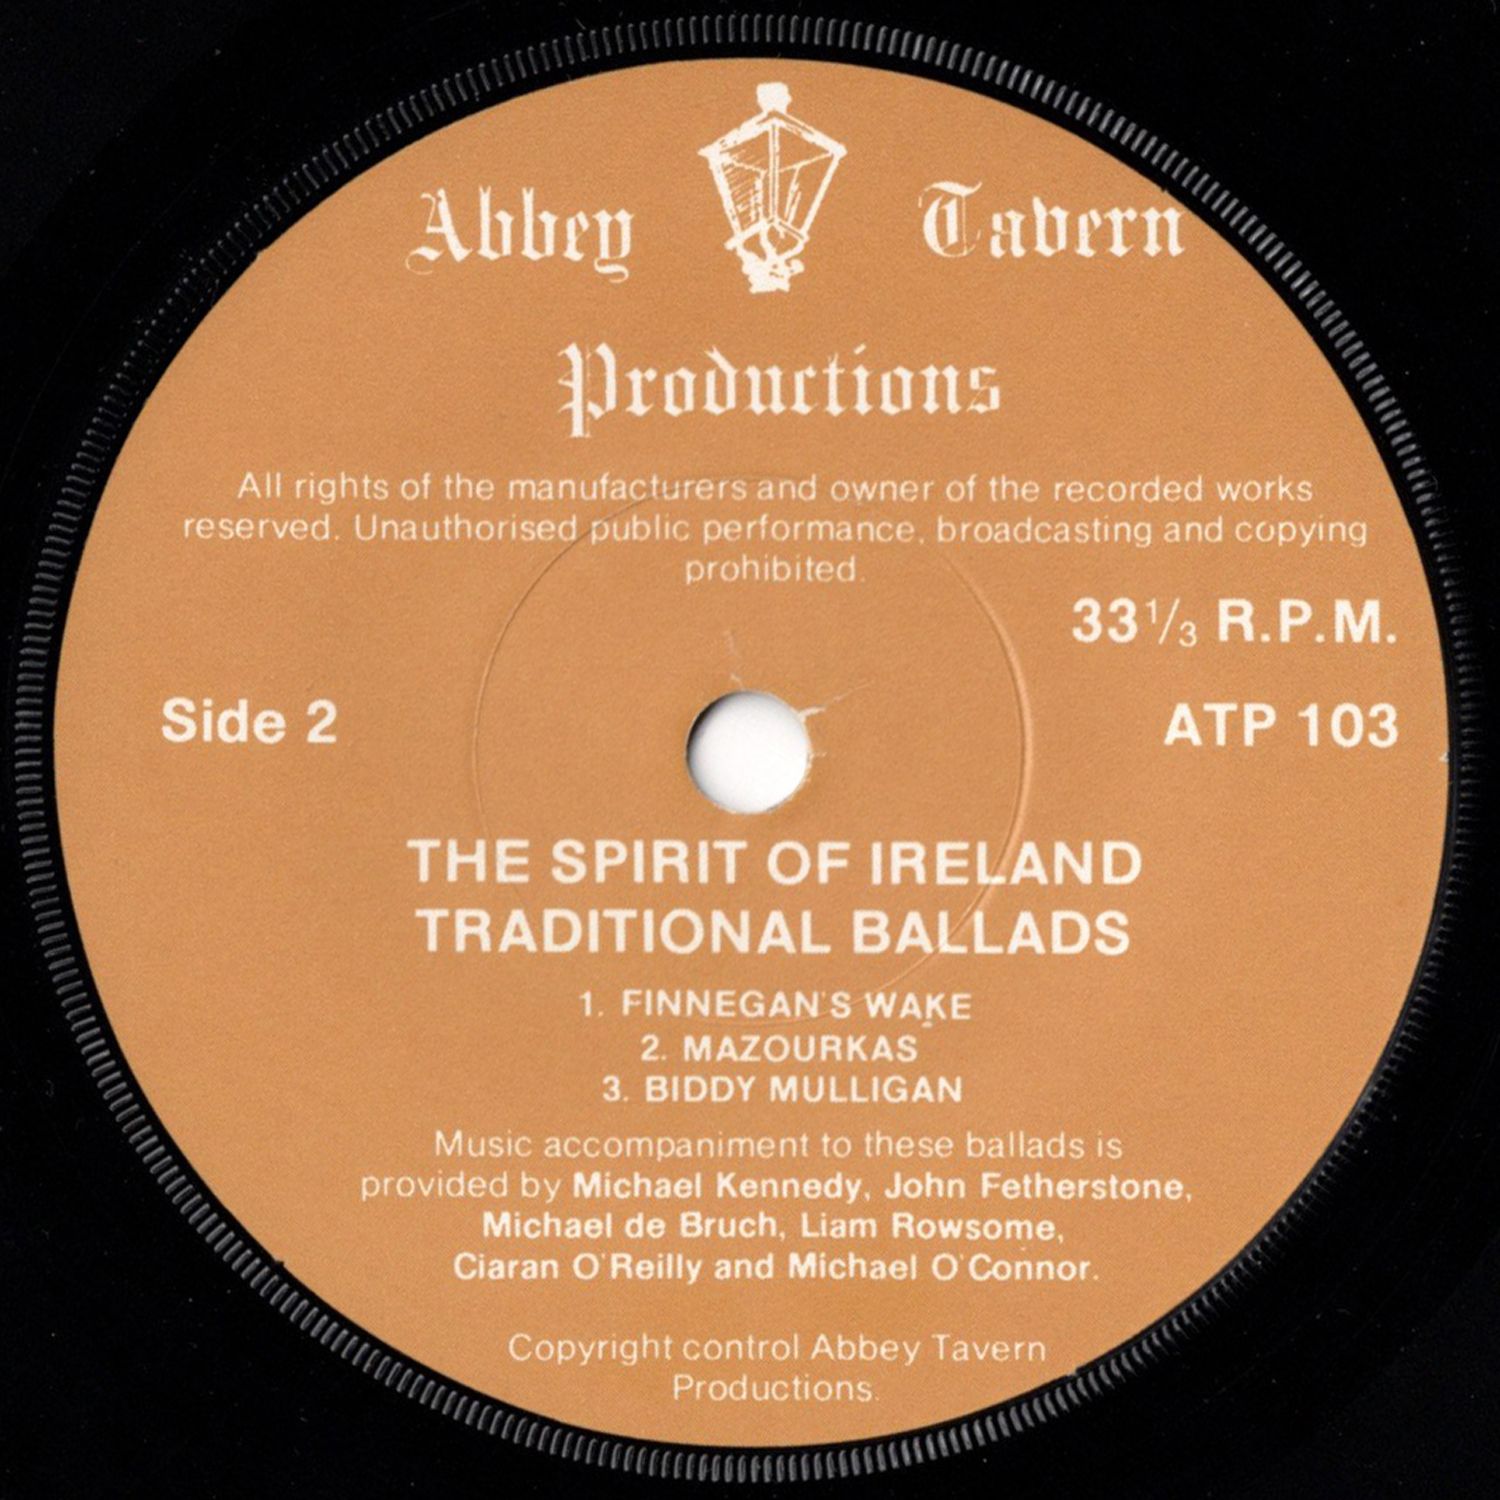 Abbey Tavern
Productions
All rights of the manufacturers and owner of the recorded works
reserved. Unauthorised public performance, broadcasting and copying
prohibited.
33⅓ R.P.M.
Side 2
ATP 103
THE SPIRIT OF IRELAND
TRADITIONAL BALLADS
1. FINNEGAN'S WAKE
2. MAZOURKAS
3. BIDDY MULLIGAN
Music accompaniment to these ballads is
provided by Michael Kennedy, John Fetherstone,
Michael de Bruch, Liam Rowsome,
Ciaran O'Reilly and Michael O'Connor.
Copyright control Abbey Tavern
Productions.